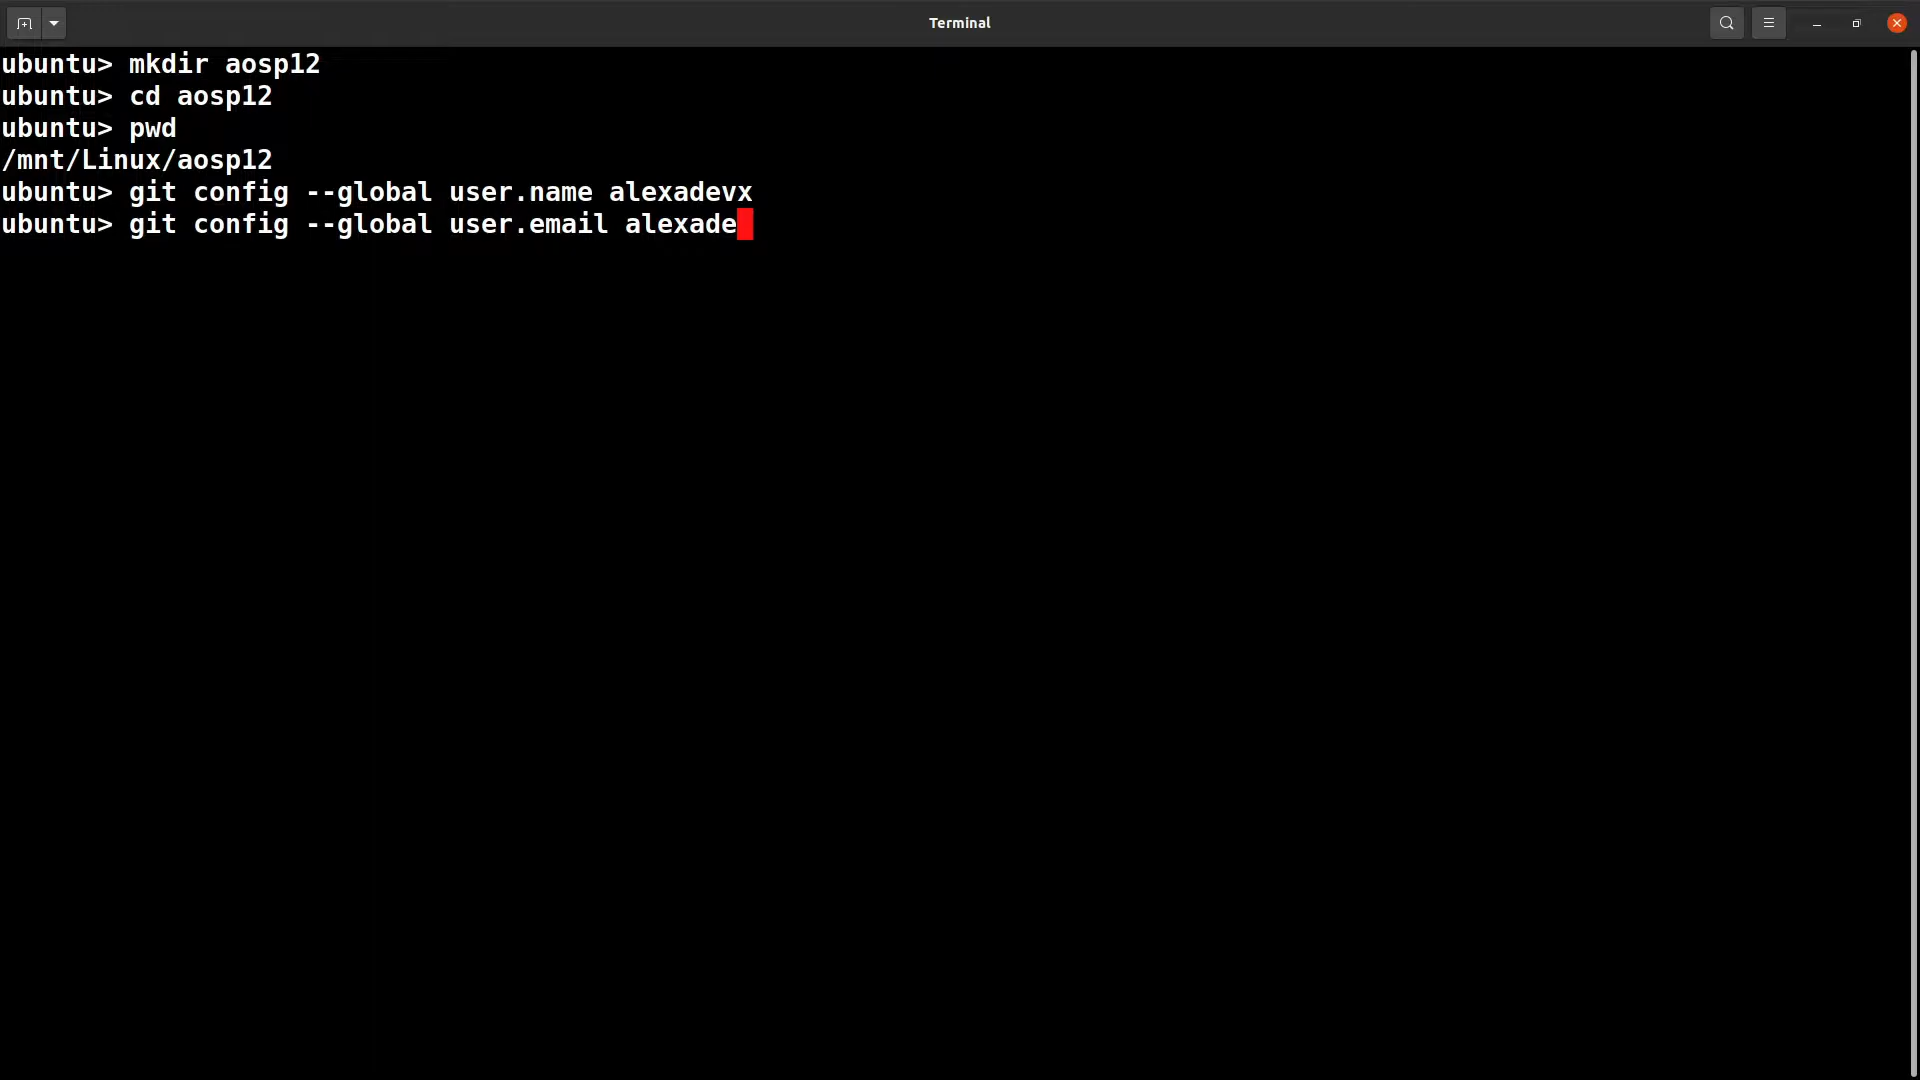 Terminal
ubuntu> mkdir aosp12
ubuntu> cd aosp12
ubuntu> pwd
/mnt/Linux/aosp12
ubuntu> git config --global user.name alexadevx
ubuntu> git config --global user.email alexade